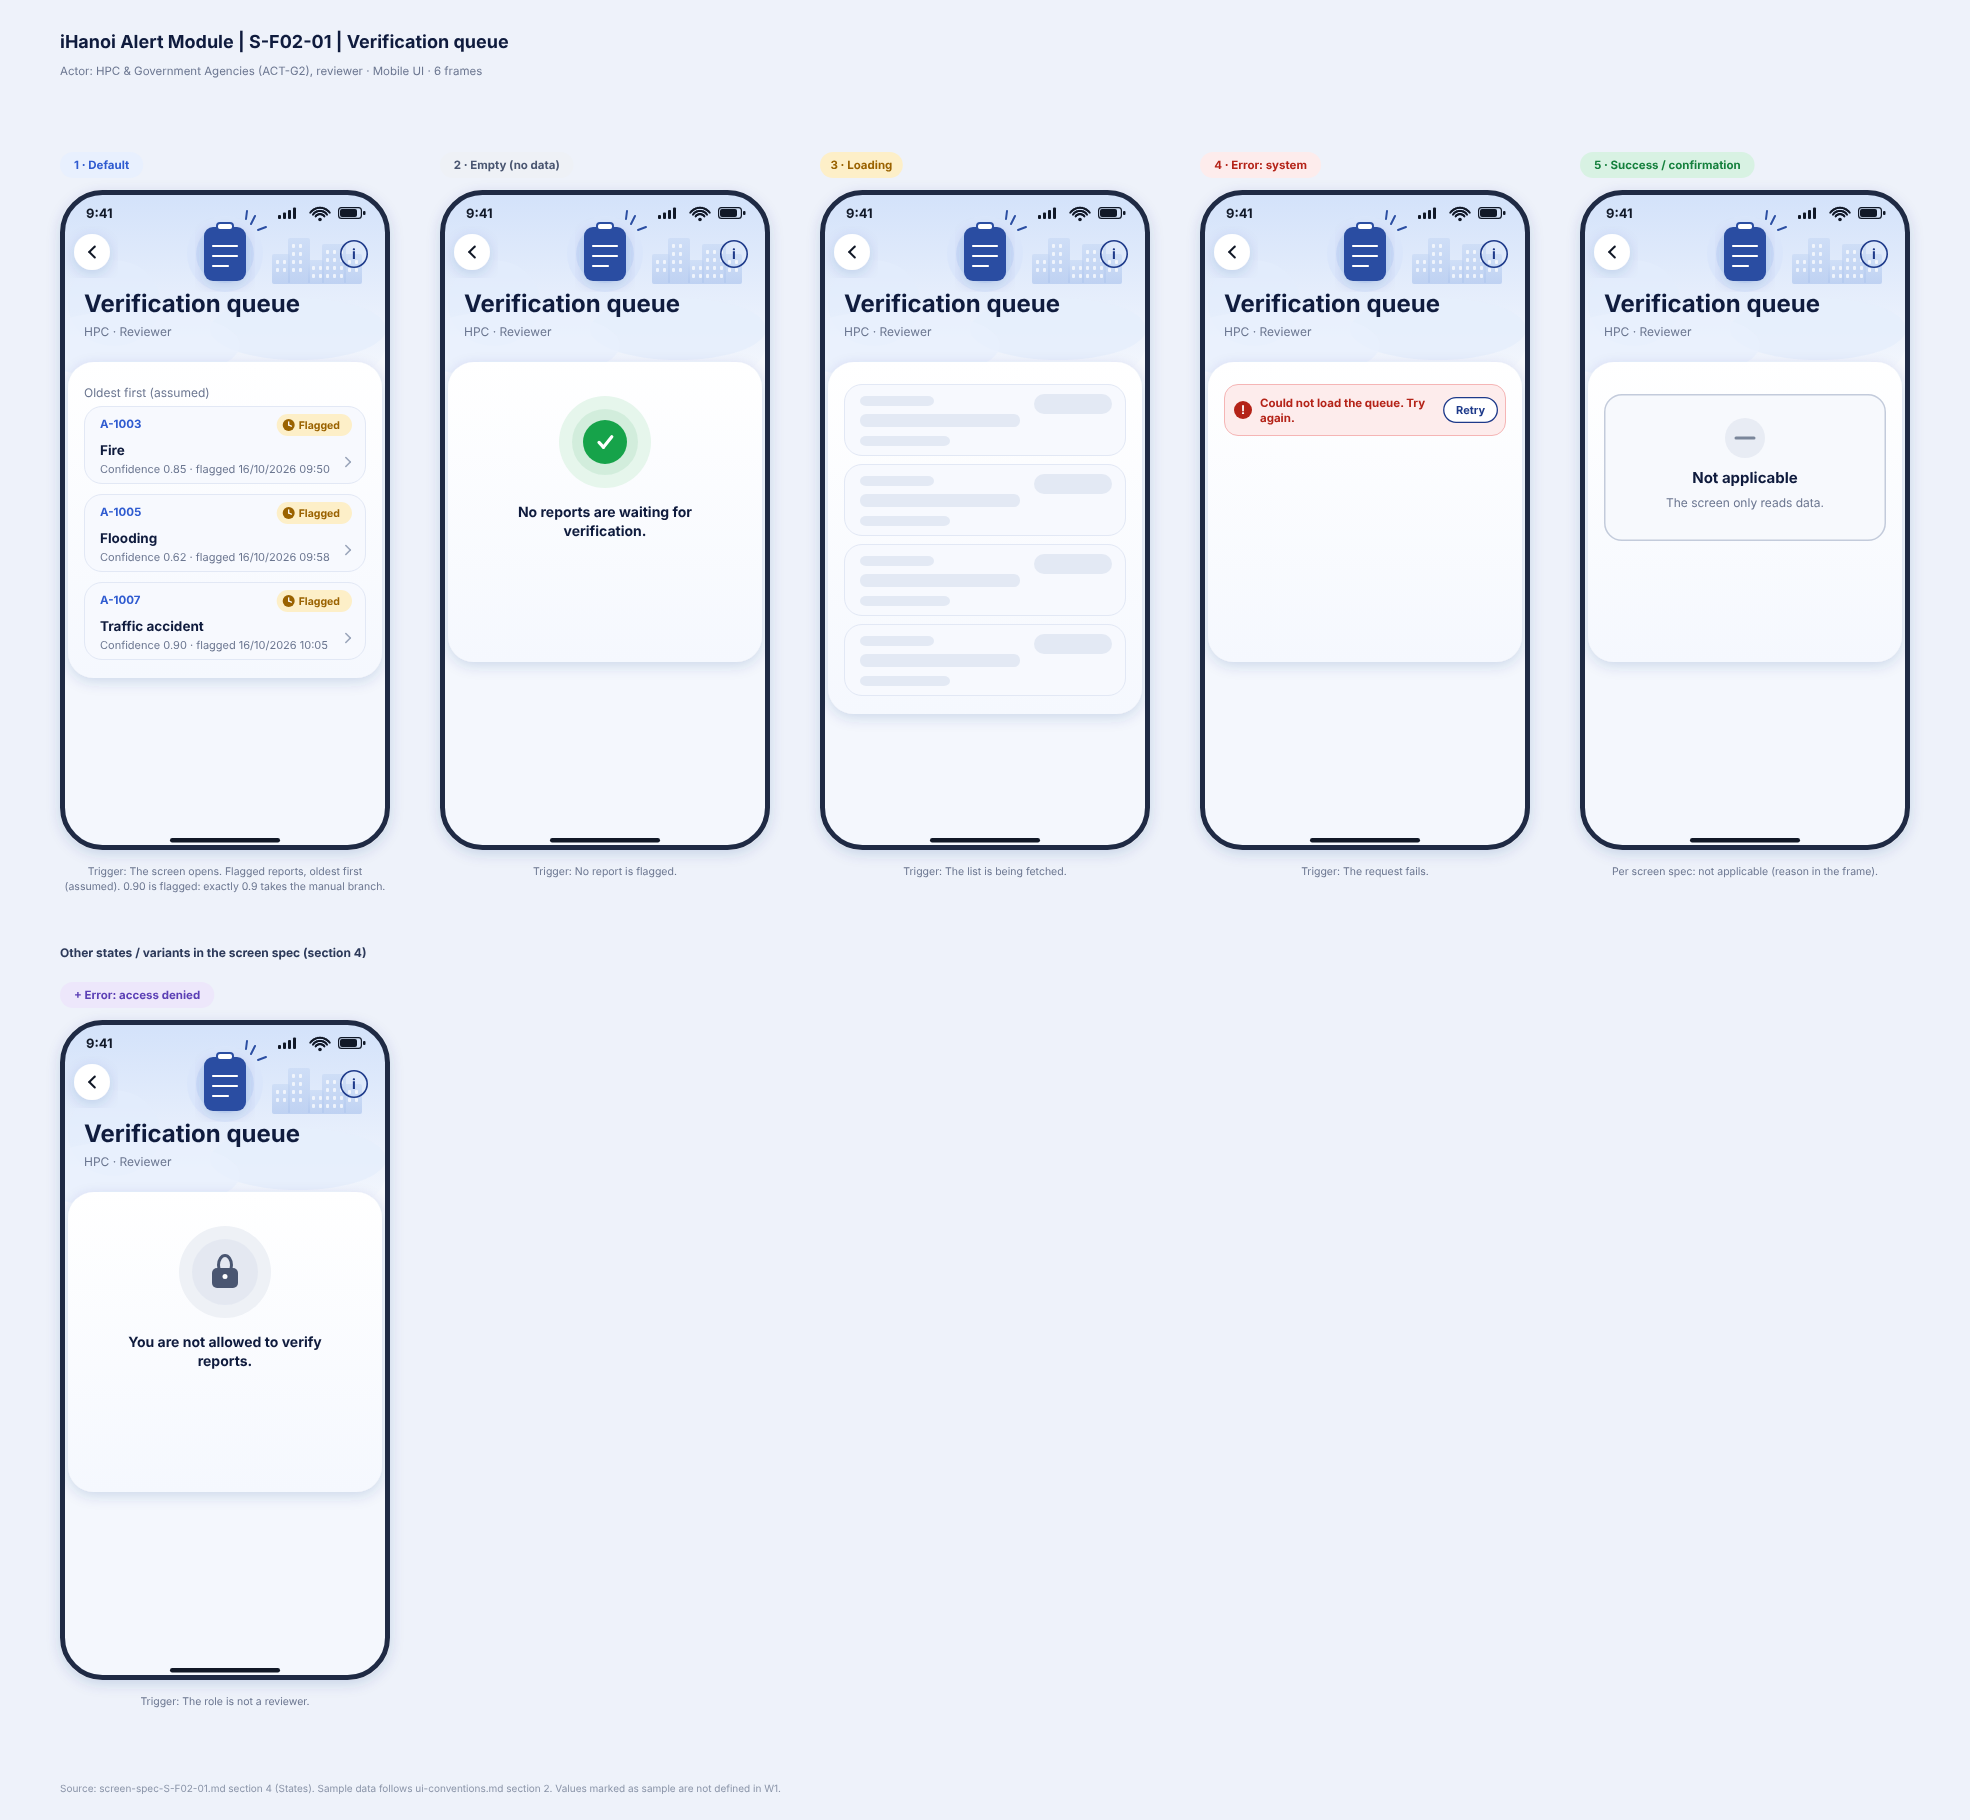 iHanoi Alert Module | S-F02-01 | Verification queue
Actor: HPC & Government Agencies (ACT-G2), reviewer · Mobile UI · 6 frames
1 · Default
9:41
i
Verification queue
HPC · Reviewer
Oldest first (assumed)
A-1003
Flagged
Fire
Confidence 0.85 · flagged 16/10/2026 09:50
A-1005
Flagged
Flooding
Confidence 0.62 · flagged 16/10/2026 09:58
A-1007
Flagged
Traffic accident
Confidence 0.90 · flagged 16/10/2026 10:05
Trigger: The screen opens. Flagged reports, oldest first
(assumed). 0.90 is flagged: exactly 0.9 takes the manual branch.
2 · Empty (no data)
9:41
i
Verification queue
HPC · Reviewer
No reports are waiting for
verification.
Trigger: No report is flagged.
3 · Loading
9:41
i
Verification queue
HPC · Reviewer
Trigger: The list is being fetched.
4 · Error: system
9:41
i
Verification queue
HPC · Reviewer
Could not load the queue. Try
again.
Retry
Trigger: The request fails.
5 · Success / confirmation
9:41
i
Verification queue
HPC · Reviewer
Not applicable
The screen only reads data.
Per screen spec: not applicable (reason in the frame).
Other states / variants in the screen spec (section 4)
+ Error: access denied
9:41
i
Verification queue
HPC · Reviewer
You are not allowed to verify
reports.
Trigger: The role is not a reviewer.
Source: screen-spec-S-F02-01.md section 4 (States). Sample data follows ui-conventions.md section 2. Values marked as sample are not defined in W1.